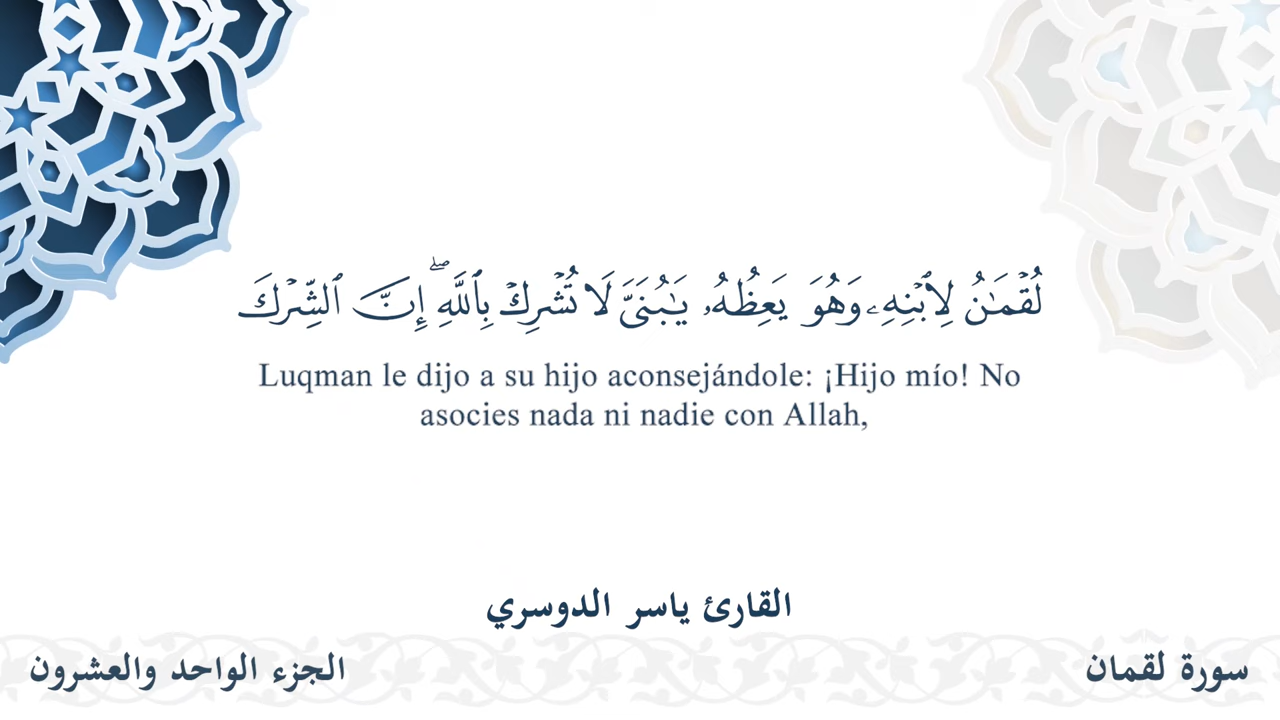 لُقۡمَـٰنُ لِٱبۡنِهِۦ وَهُوَ يَعِظُهُۥ يَـٰبُنَيَّ لَا تُشۡرِكۡ بِٱللَّهِۖ إِنَّ ٱلشِّرۡكَ
Luqman le dijo a su hijo aconsejándole: ¡Hijo mío! No
asocies nada ni nadie con Allah,
القارئ ياسر الدوسري
سورة لقمان
الجزء الواحد والعشرون